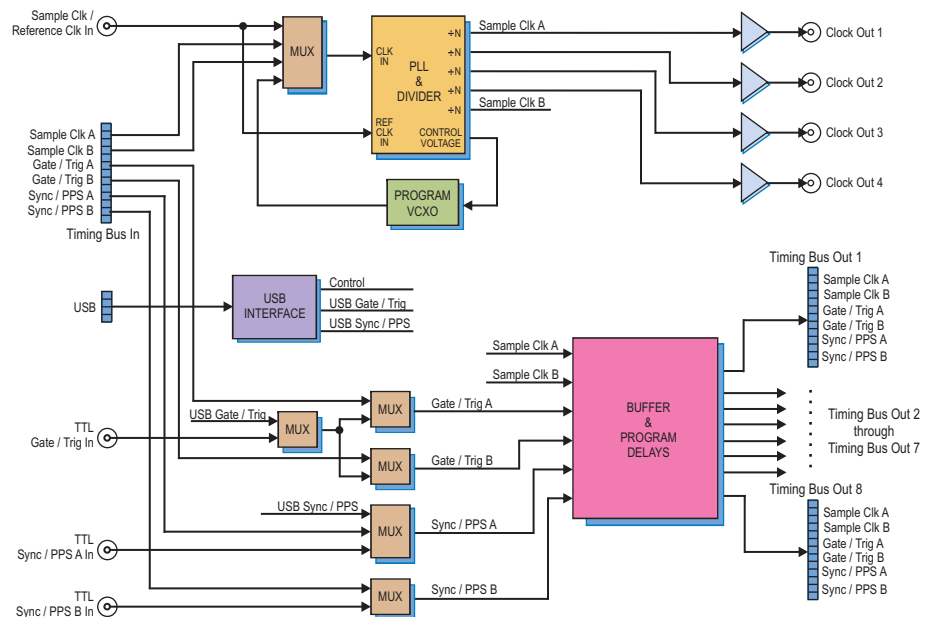 Sample Clk /
Reference Clk In
MUX
CLK
IN
PLL
&
DIVIDER
÷N
÷N
÷N
÷N
÷N
REF
CLK
IN
CONTROL
VOLTAGE
Sample Clk A
Sample Clk B
Clock Out 1
Clock Out 2
Clock Out 3
Clock Out 4
PROGRAM
VCXO
Sample Clk A
Sample Clk B
Gate / Trig A
Gate / Trig B
Sync / PPS A
Sync / PPS B
Timing Bus In
USB
USB
INTERFACE
Control
USB Gate / Trig
USB Sync / PPS
TTL
Gate / Trig In
USB Gate / Trig
MUX
MUX
Gate / Trig A
MUX
Gate / Trig B
TTL
Sync / PPS A In
USB Sync / PPS
MUX
Sync / PPS A
TTL
Sync / PPS B In
MUX
Sync / PPS B
Sample Clk A
Sample Clk B
BUFFER
&
PROGRAM
DELAYS
Timing Bus Out 1
Sample Clk A
Sample Clk B
Gate / Trig A
Gate / Trig B
Sync / PPS A
Sync / PPS B
Timing Bus Out 2
through
Timing Bus Out 7
Timing Bus Out 8
Sample Clk A
Sample Clk B
Gate / Trig A
Gate / Trig B
Sync / PPS A
Sync / PPS B